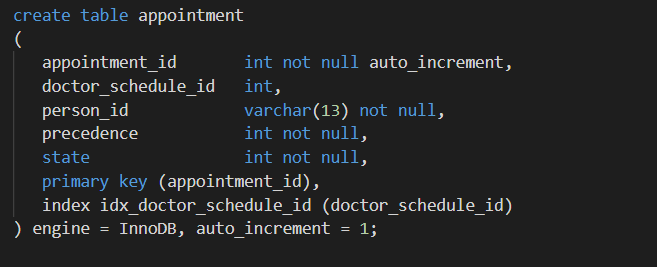 create table appointment
(
appointment_id int not null auto_increment,
doctor_schedule_id int,
person_id varchar(13) not null,
precedence int not null,
state int not null,
primary key (appointment_id),
index idx_doctor_schedule_id (doctor_schedule_id)
) engine = InnoDB, auto_increment = 1;